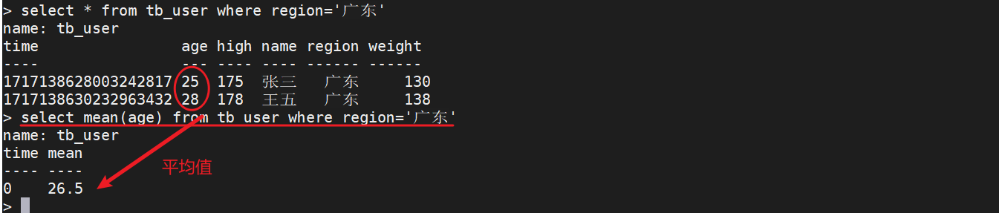 > select * from tb_user where region='广东'
name: tb_user
time                age high name region weight
----                --- ---- ---- ------ ------
1717138628003242817 25  175  张三   广东     130
1717138630232963432 28  178  王五   广东     138
> select mean(age) from tb_user where region='广东'
name: tb_user
time mean
---- ----
平均值
0    26.5
>